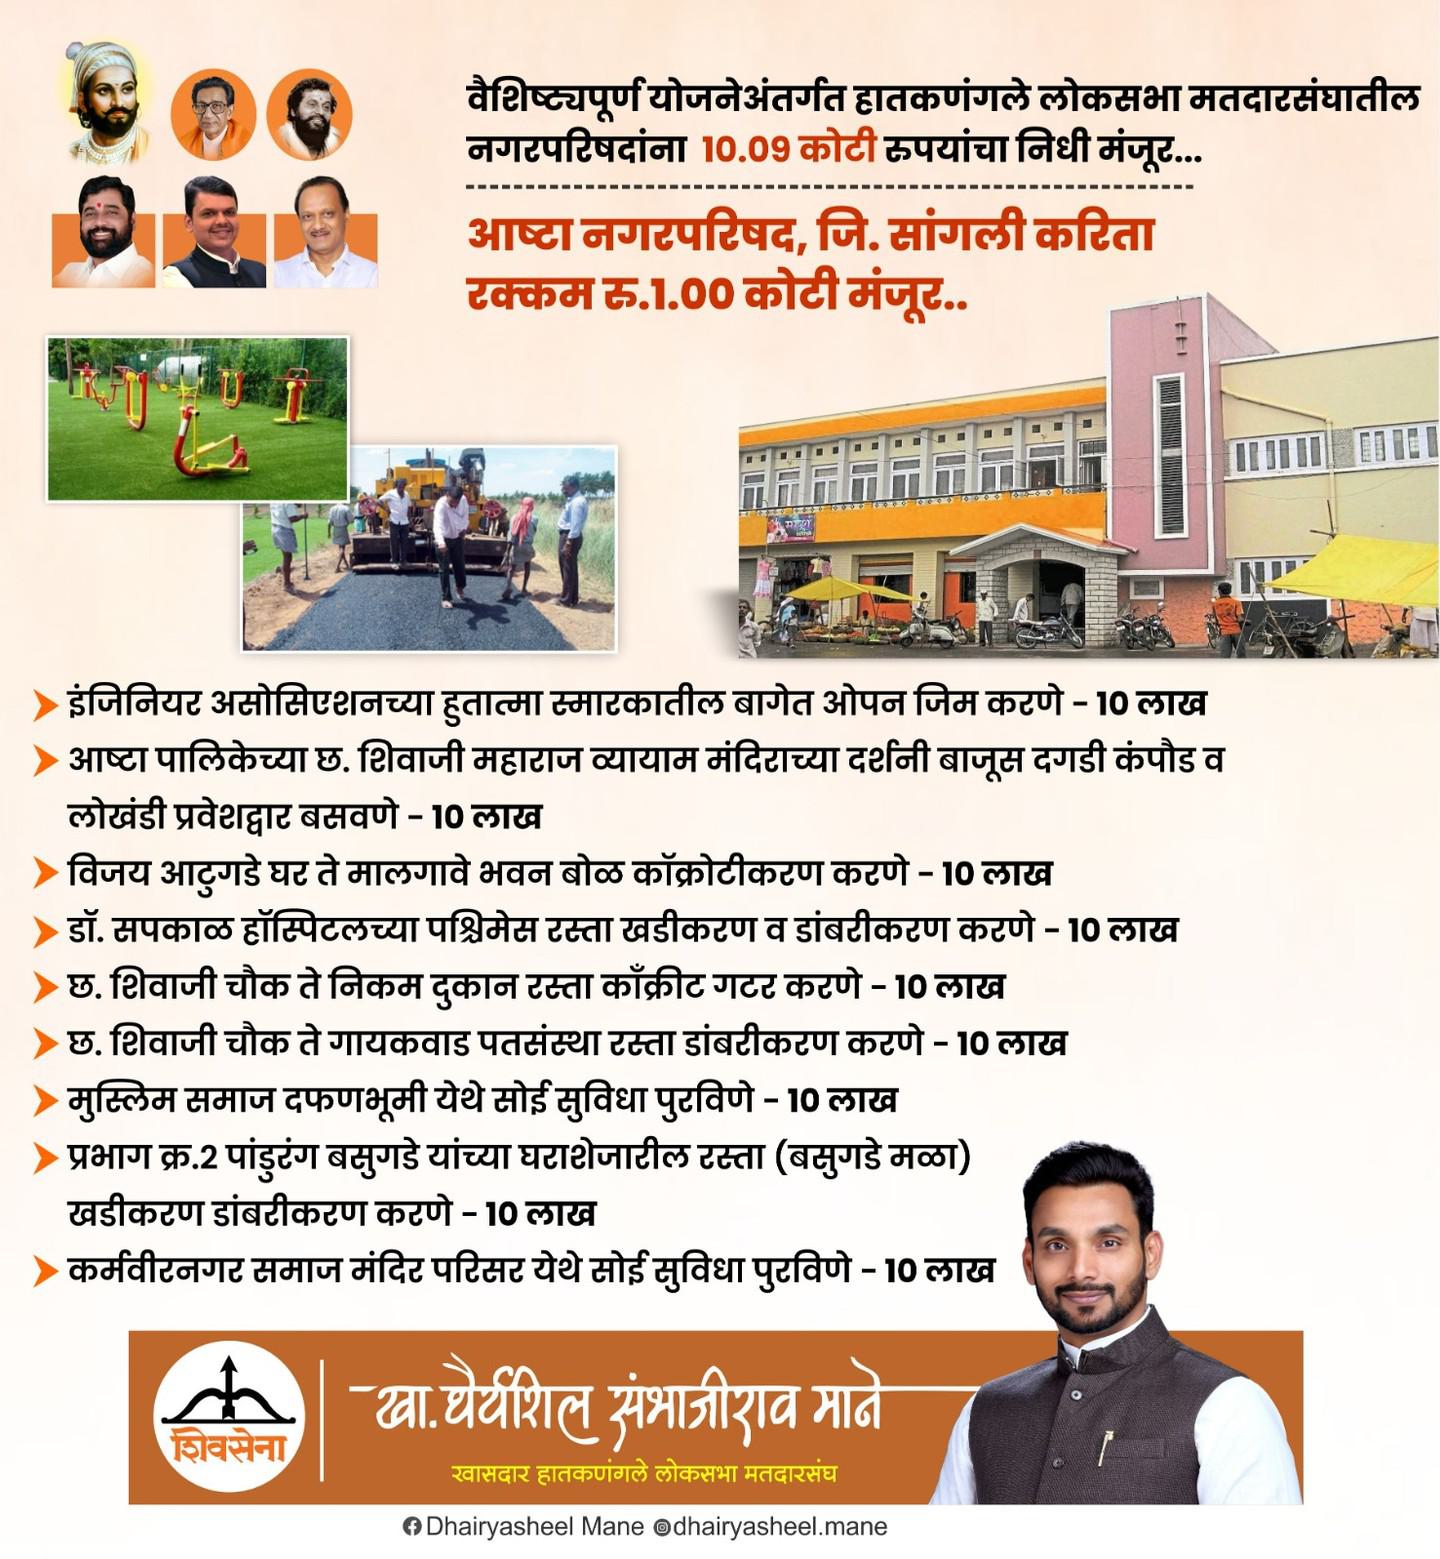 वैशिष्ट्यपूर्ण योजनेअंतर्गत हातकणंगले लोकसभा मतदारसंघातील
नगरपरिषदांना 10.09 कोटी रुपयांचा निधी मंजूर...
आष्टा नगरपरिषद, जि. सांगली करिता
रक्कम रु.1.00 कोटी मंजूर..
इंजिनियर असोसिएशनच्या हुतात्मा स्मारकातील बागेत ओपन जिम करणे - 10 लाख
आष्टा पालिकेच्या छ. शिवाजी महाराज व्यायाम मंदिराच्या दर्शनी बाजूस दगडी कंपौड व
लोखंडी प्रवेशद्वार बसवणे - 10 लाख
विजय आटुगडे घर ते मालगावे भवन बोळ कॉक्रोटीकरण करणे - 10 लाख
डॉ. सपकाळ हॉस्पिटलच्या पश्चिमेस रस्ता खडीकरण व डांबरीकरण करणे - 10 लाख
छ. शिवाजी चौक ते निकम दुकान रस्ता काँक्रीट गटर करणे - 10 लाख
छ. शिवाजी चौक ते गायकवाड पतसंस्था रस्ता डांबरीकरण करणे - 10 लाख
मुस्लिम समाज दफणभूमी येथे सोई सुविधा पुरविणे - 10 लाख
प्रभाग क्र.2 पांडुरंग बसुगडे यांच्या घराशेजारील रस्ता (बसुगडे मळा)
खडीकरण डांबरीकरण करणे - 10 लाख
कर्मवीरनगर समाज मंदिर परिसर येथे सोई सुविधा पुरविणे - 10 लाख
शिवसेना
खा. धैर्यशिल संभाजीराव माने
खासदार हातकणंगले लोकसभा मतदारसंघ
Dhairyasheel Mane dhairyasheel.mane